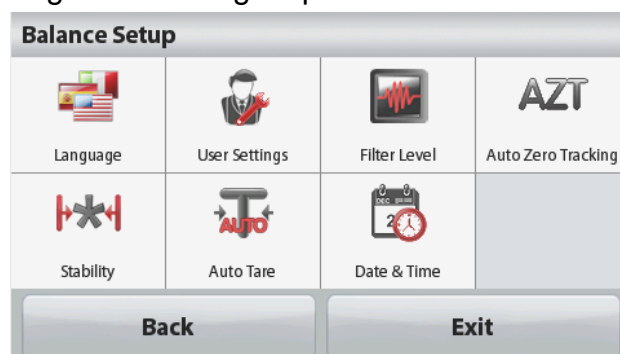 Balance Setup
AZT
Language
User Settings
Filter Level
Auto Zero Tracking
AUTO
DEC
2
Stability
Auto Tare
Date & Time
Back
Exit